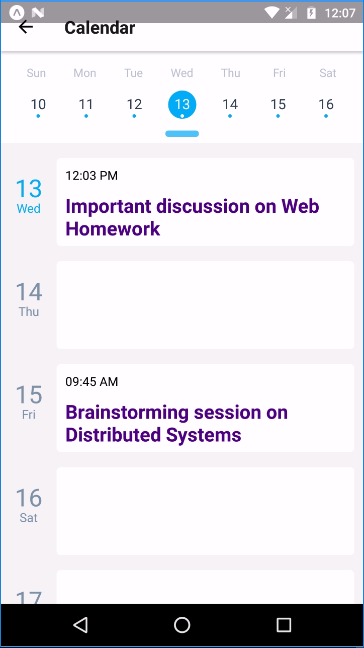 12:07
Calendar
Sun Mon Tue Wed Thu Fri Sat
10 11 12 13 14 15 16
13
Wed
12:03 PM
Important discussion on Web
Homework
14
Thu
15
Fri
09:45 AM
Brainstorming session on
Distributed Systems
16
Sat
17